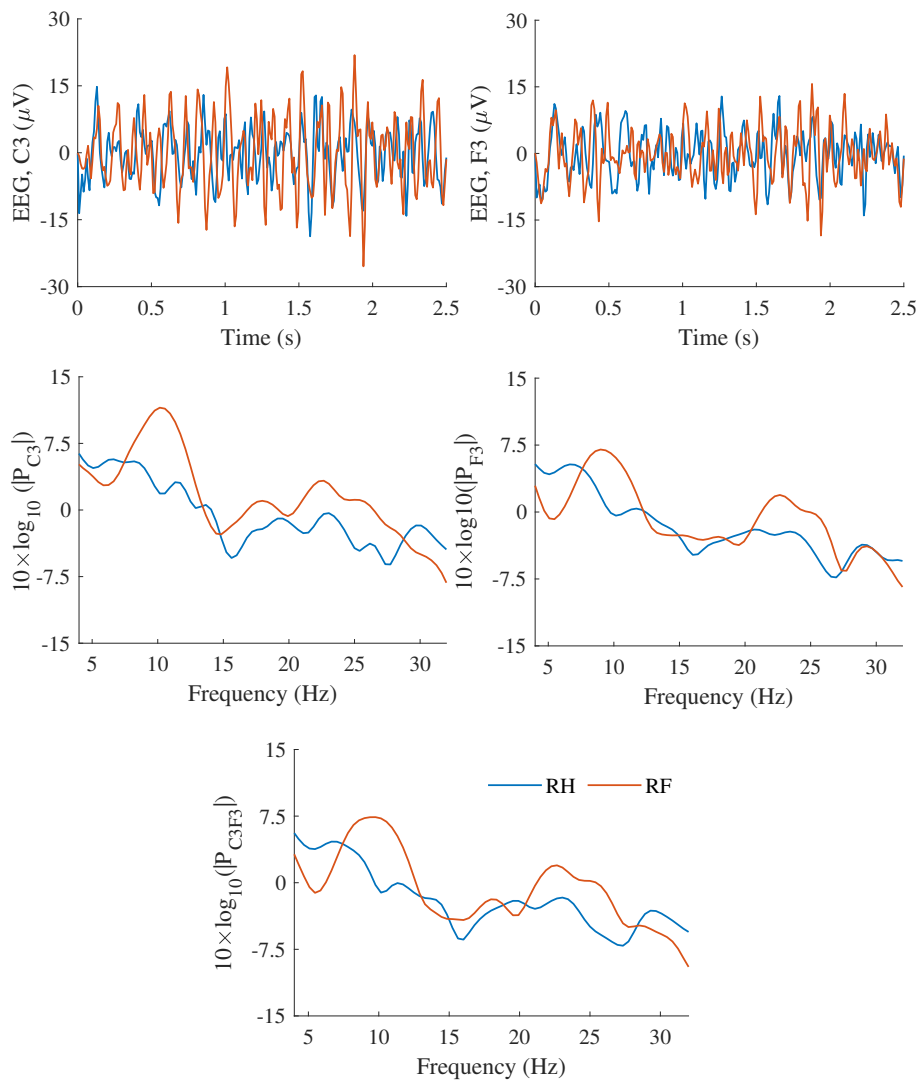 30
15
0
-15
-30
EEG, C3 (μV)
0 0.5 1 1.5 2 2.5
Time (s)
30
15
0
-15
-30
EEG, F3 (μV)
0 0.5 1 1.5 2 2.5
Time (s)
15
7.5
0
-7.5
-15
10×log10 (|PC3|)
5 10 15 20 25 30
Frequency (Hz)
15
7.5
0
-7.5
-15
10×log10(|PF3|)
5 10 15 20 25 30
Frequency (Hz)
15
7.5
0
-7.5
-15
10×log10(|PC3F3|)
RH RF
5 10 15 20 25 30
Frequency (Hz)